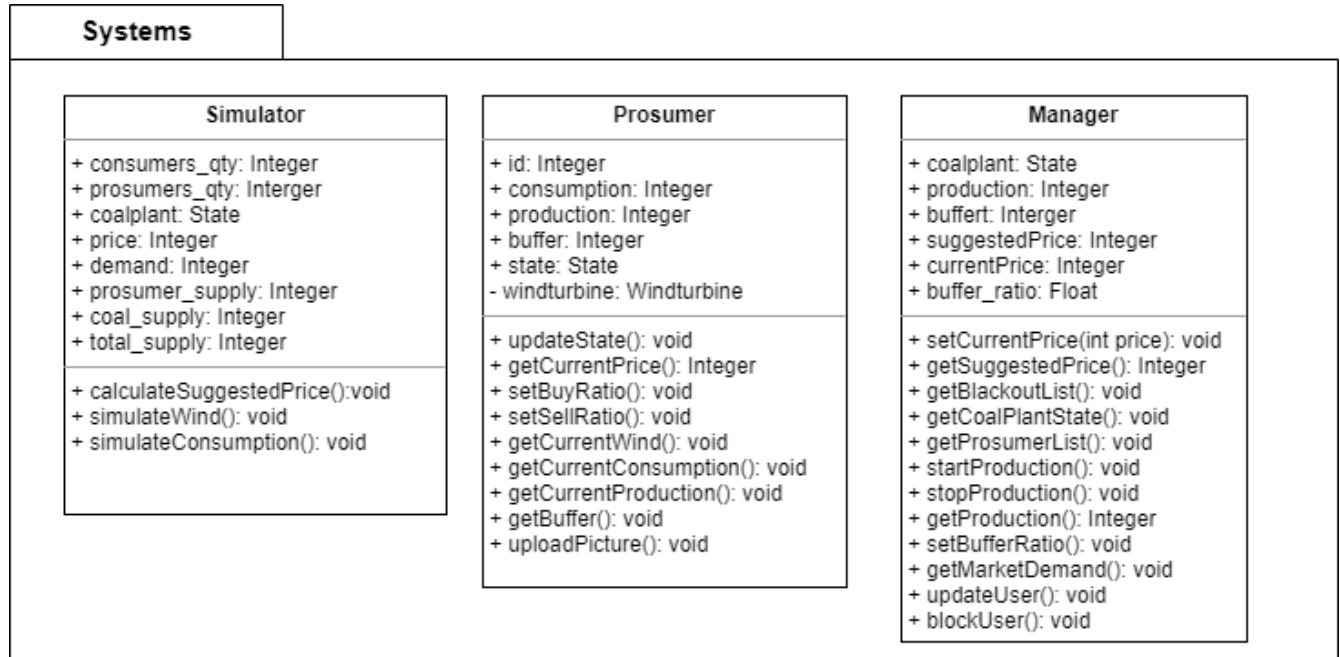 Systems
Simulator
+ consumers_qty: Integer
+ prosumers_qty: Interger
+ coalplant: State
+ price: Integer
+ demand: Integer
+ prosumer_supply: Integer
+ coal_supply: Integer
+ total_supply: Integer
+ calculateSuggestedPrice():void
+ simulateWind(): void
+ simulateConsumption(): void
Prosumer
+ id: Integer
+ consumption: Integer
+ production: Integer
+ buffer: Integer
+ state: State
- windturbine: Windturbine
+ updateState(): void
+ getCurrentPrice(): Integer
+ setBuyRatio(): void
+ setSellRatio(): void
+ getCurrentWind(): void
+ getCurrentConsumption(): void
+ getCurrentProduction(): void
+ getBuffer(): void
+ uploadPicture(): void
Manager
+ coalplant: State
+ production: Integer
+ buffert: Interger
+ suggestedPrice: Integer
+ currentPrice: Integer
+ buffer_ratio: Float
+ setCurrentPrice(int price): void
+ getSuggestedPrice(): Integer
+ getBlackoutList(): void
+ getCoalPlantState(): void
+ getProsumerList(): void
+ startProduction(): void
+ stopProduction(): void
+ getProduction(): Integer
+ setBufferRatio(): void
+ getMarketDemand(): void
+ updateUser(): void
+ blockUser(): void